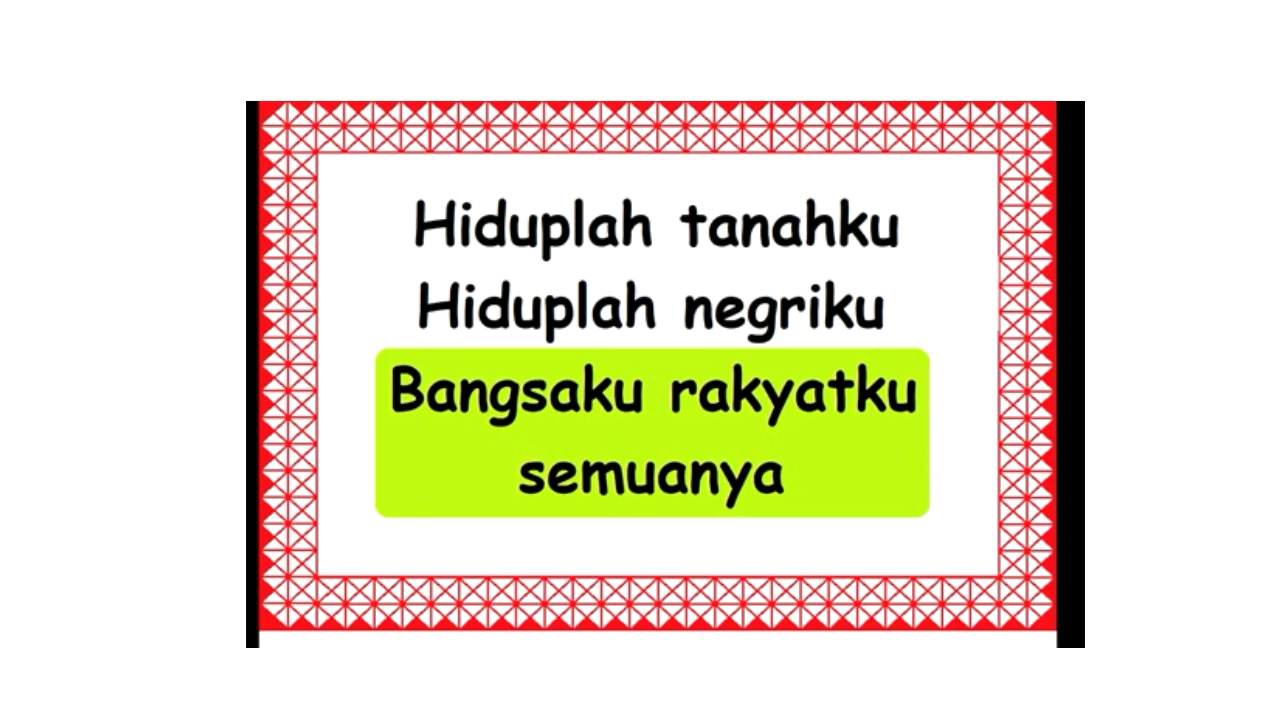 Hiduplah tanahku
Hiduplah negriku
Bangsaku rakyatku
semuanya